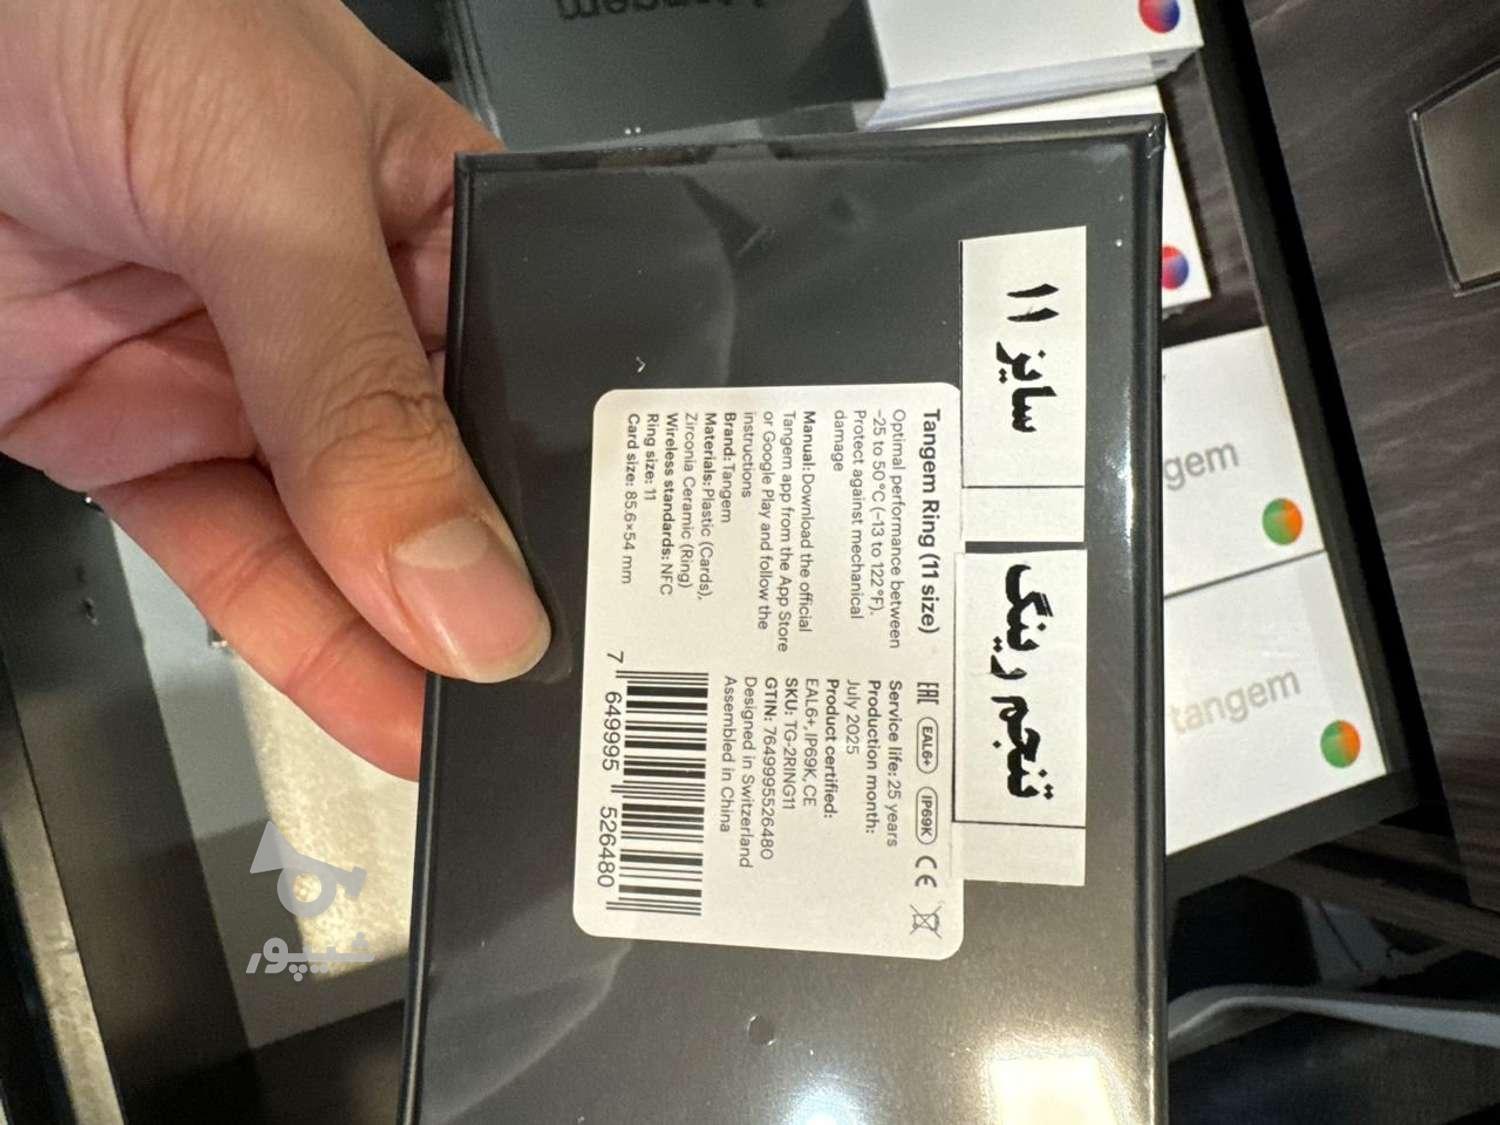 سایز ۱۱
تنجم رینگ
Tangem Ring (11 size)
Optimal performance between
-25 to 50 °C (-13 to 122 °F).
Protect against mechanical
damage
Manual: Download the official
Tangem app from the App Store
or Google Play and follow the
instructions
Brand: Tangem
Materials: Plastic (Cards),
Zirconia Ceramic (Ring)
Wireless standards: NFC
Ring size: 11
Card size: 85.6×54 mm
EAC EAL6+ IP69K CE
Service life: 25 years
Production month:
July 2025
Product certified:
EAL6+, IP69K, CE
SKU: TG-2RING11
GTIN: 7649995526480
Designed in Switzerland
Assembled in China
7 649995 526480
tangem
gem
tangem
شیپور